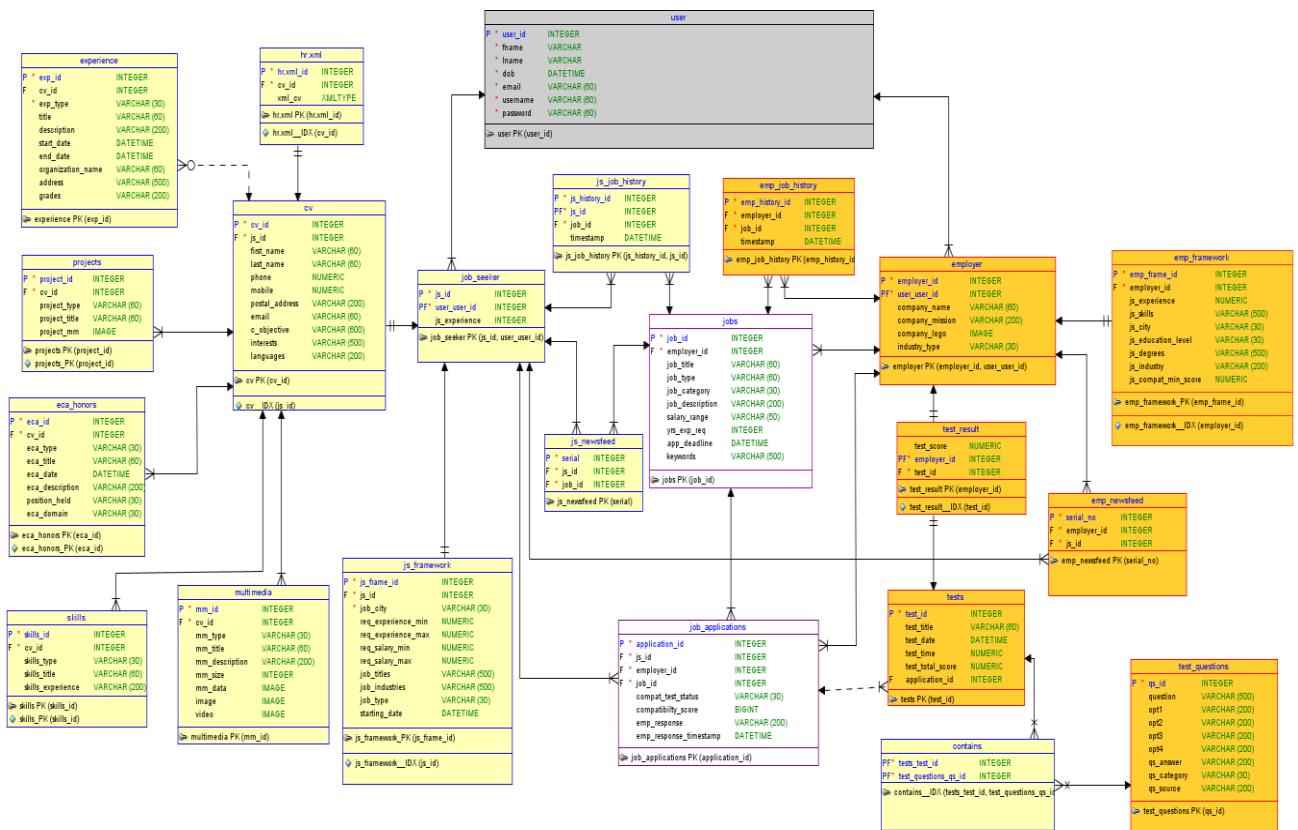 user
P * user_id INTEGER
* fname VARCHAR
* lname VARCHAR
* dob DATETIME
* email VARCHAR (60)
* username VARCHAR (60)
* password VARCHAR (60)
user PK (user_id)
experience
P * exp_id INTEGER
F cv_id INTEGER
* exp_type VARCHAR (30)
title VARCHAR (60)
description VARCHAR (200)
start_date DATETIME
end_date DATETIME
organization_name VARCHAR (60)
address VARCHAR (500)
grades VARCHAR (200)
experience PK (exp_id)
hr.xml
P * hr.xml_id INTEGER
F * cv_id INTEGER
xml_cv XMLTYPE
hr.xml PK (hr.xml_id)
hr.xml__IDX (cv_id)
cv
P * cv_id INTEGER
F * js_id INTEGER
first_name VARCHAR (60)
last_name VARCHAR (60)
phone NUMERIC
mobile NUMERIC
postal_address VARCHAR (200)
email VARCHAR (60)
c_objective VARCHAR (600)
interests VARCHAR (500)
languages VARCHAR (200)
cv PK (cv_id)
cv__IDX (js_id)
js_job_history
P * js_history_id INTEGER
PF* js_id INTEGER
F * job_id INTEGER
timestamp DATETIME
js_job_history PK (js_history_id, js_id)
emp_job_history
P * emp_history_id INTEGER
F * employer_id INTEGER
F * job_id INTEGER
timestamp DATETIME
emp_job_history PK (emp_history_id
projects
P * project_id INTEGER
F * cv_id INTEGER
project_type VARCHAR (60)
project_title VARCHAR (60)
project_mm IMAGE
projects PK (project_id)
projects_PK (project_id)
job_seeker
P * js_id INTEGER
PF* user_user_id INTEGER
js_experience INTEGER
job_seeker PK (js_id, user_user_id)
employer
P * employer_id INTEGER
PF* user_user_id INTEGER
company_name VARCHAR (60)
company_mission VARCHAR (200)
company_logo IMAGE
industry_type VARCHAR (30)
employer PK (employer_id, user_user_id)
emp_framework
P * emp_frame_id INTEGER
F * employer_id INTEGER
js_experience NUMERIC
js_skills VARCHAR (500)
js_city VARCHAR (30)
js_education_level VARCHAR (30)
js_degrees VARCHAR (500)
js_industry VARCHAR (200)
js_compat_min_score NUMERIC
emp_framework_PK (emp_frame_id)
emp_framework__IDX (employer_id)
jobs
P * job_id INTEGER
F * employer_id INTEGER
job_title VARCHAR (60)
job_type VARCHAR (60)
job_category VARCHAR (30)
job_description VARCHAR (200)
salary_range VARCHAR (50)
yrs_exp_req INTEGER
app_deadline DATETIME
keywords VARCHAR (500)
jobs PK (job_id)
eca_honors
P * eca_id INTEGER
F * cv_id INTEGER
eca_type VARCHAR (30)
eca_title VARCHAR (60)
eca_date DATETIME
eca_description VARCHAR (200)
position_held VARCHAR (30)
eca_domain VARCHAR (30)
eca_honors PK (eca_id)
eca_honors_PK (eca_id)
js_newsfeed
P * serial INTEGER
F * js_id INTEGER
F * job_id INTEGER
js_newsfeed PK (serial)
test_result
test_score NUMERIC
PF* employer_id INTEGER
F * test_id INTEGER
test_result PK (employer_id)
test_result__IDX (test_id)
emp_newsfeed
P * serial_no INTEGER
F * employer_id INTEGER
F * js_id INTEGER
emp_newsfeed PK (serial_no)
skills
P * skills_id INTEGER
F * cv_id INTEGER
skills_type VARCHAR (30)
skills_title VARCHAR (60)
skills_experience VARCHAR (200)
skills PK (skills_id)
skills_PK (skills_id)
multimedia
P * mm_id INTEGER
F * cv_id INTEGER
mm_type VARCHAR (30)
mm_title VARCHAR (60)
mm_description VARCHAR (200)
mm_size INTEGER
mm_data IMAGE
image IMAGE
video IMAGE
multimedia PK (mm_id)
js_framework
P * js_frame_id INTEGER
F * js_id INTEGER
* job_city VARCHAR (30)
req_experience_min NUMERIC
req_experience_max NUMERIC
req_salary_min NUMERIC
req_salary_max NUMERIC
job_titles VARCHAR (500)
job_industries VARCHAR (500)
job_type VARCHAR (30)
starting_date DATETIME
js_framework_PK (js_frame_id)
js_framework__IDX (js_id)
job_applications
P * application_id INTEGER
F * js_id INTEGER
F * employer_id INTEGER
F * job_id INTEGER
compat_test_status VARCHAR (30)
compatibilty_score BIGINT
emp_response VARCHAR (200)
emp_response_timestamp DATETIME
job_applications PK (application_id)
tests
P * test_id INTEGER
test_title VARCHAR (60)
test_date DATETIME
test_time NUMERIC
test_total_score NUMERIC
F application_id INTEGER
tests PK (test_id)
contains
PF* tests_test_id INTEGER
PF* test_questions_qs_id INTEGER
contains__IDX (tests_test_id, test_questions_qs_id
test_questions
P * qs_id INTEGER
question VARCHAR (500)
opt1 VARCHAR (200)
opt2 VARCHAR (200)
opt3 VARCHAR (200)
opt4 VARCHAR (200)
qs_answer VARCHAR (200)
qs_category VARCHAR (30)
qs_source VARCHAR (200)
test_questions PK (qs_id)